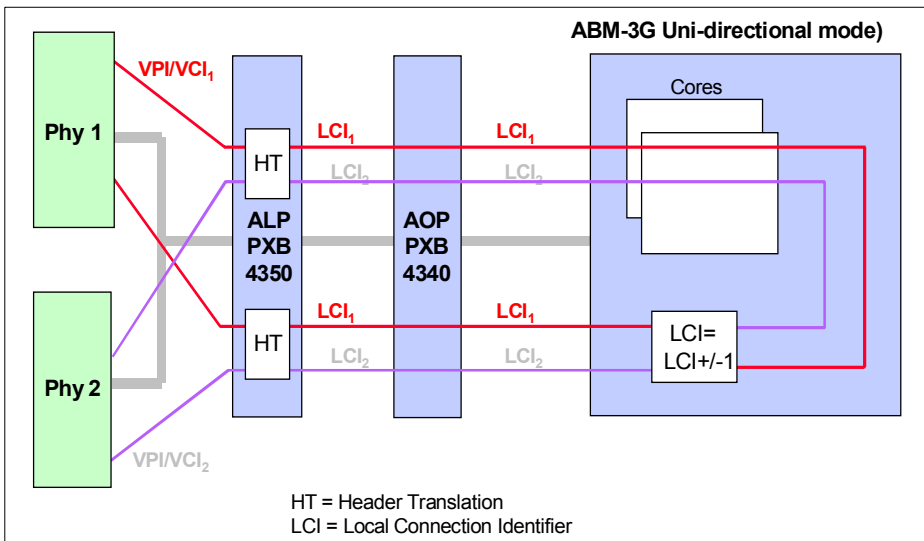 ABM-3G Uni-directional mode)
VPI/VCI1
Cores
Phy 1
LCI1
LCI1
HT
LCI2
LCI2
ALP
PXB
4350
AOP
PXB
4340
LCI1
LCI1
HT
LCI=
LCI+/-1
LCI2
LCI2
Phy 2
VPI/VCI2
HT = Header Translation
LCI = Local Connection Identifier